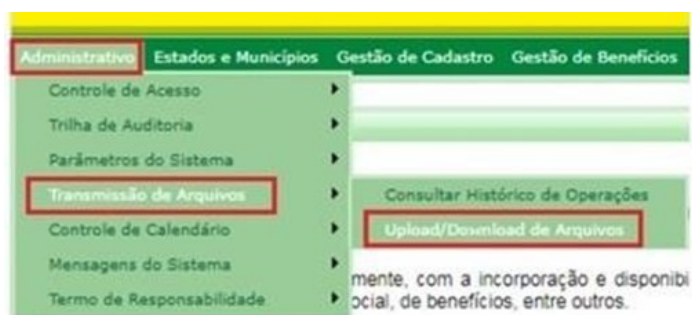 Administrativo Estados e Municípios Gestão de Cadastro Gestão de Benefícios
Controle de Acesso
Trilha de Auditoria
Parâmetros do Sistema
Transmissão de Arquivos Consultar Histórico de Operações
Controle de Calendário Upload/Download de Arquivos
Mensagens do Sistema mente, com a incorporação e disponibi
Termo de Responsabilidade ocial, de benefícios, entre outros.